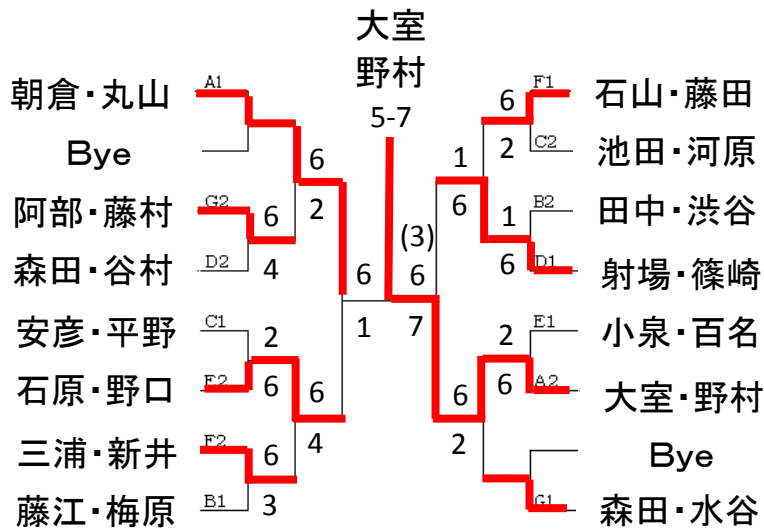 大室
野村
5-7
朝倉・丸山
A1
Bye
阿部・藤村
G2
森田・谷村
D2
安彦・平野
C1
石原・野口
E2
三浦・新井
F2
藤江・梅原
B1
6
4
2
6
6
3
6
2
6
4
6
1
(3)
6
7
1
6
6
2
6
2
1
6
2
6
F1
石山・藤田
C2
池田・河原
B2
田中・渋谷
D1
射場・篠崎
E1
小泉・百名
A2
大室・野村
Bye
G1
森田・水谷